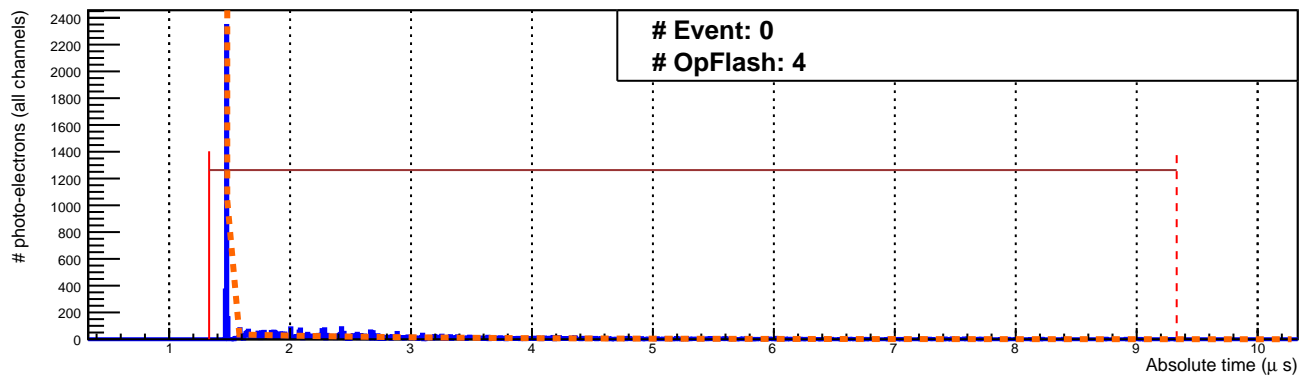 # Event: 0
# OpFlash: 4
# photo-electrons (all channels)
2400
2200
2000
1800
1600
1400
1200
1000
800
600
400
200
0
1 2 3 4 5 6 7 8 9 10
Absolute time (μ s)